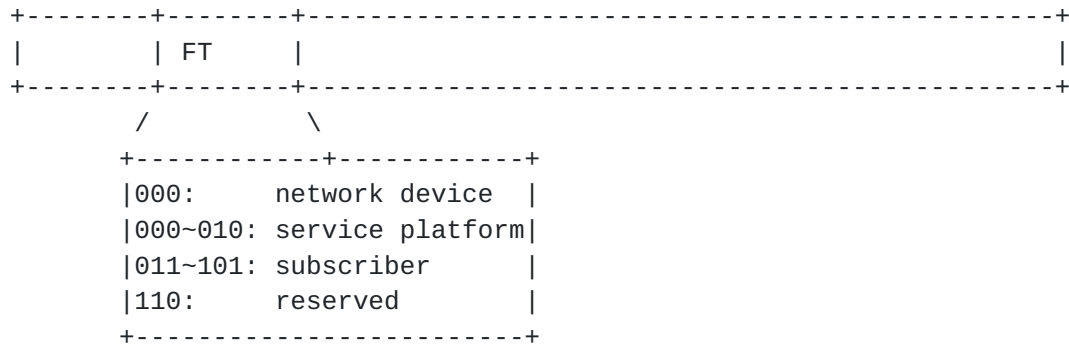 FT
000: network device
000~010: service platform
011~101: subscriber
110: reserved